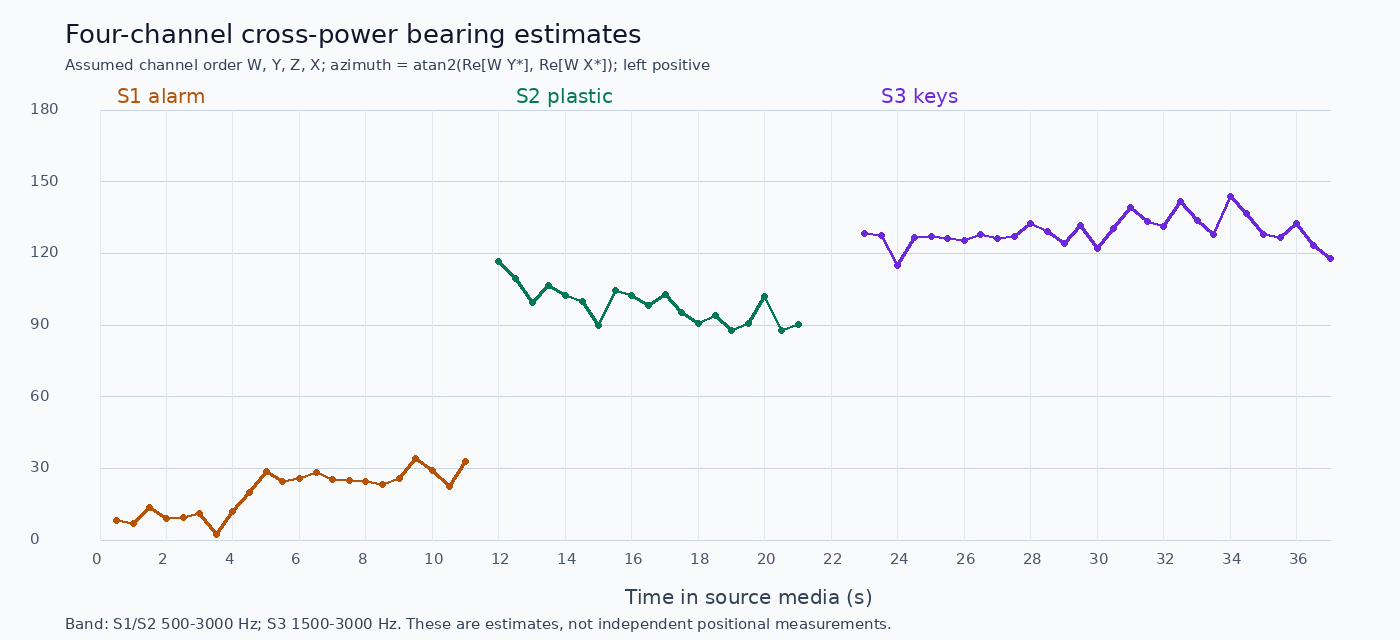 Four-channel cross-power bearing estimates
Assumed channel order W, Y, Z, X; azimuth = atan2(Re[W Y*], Re[W X*]); left positive
S1 alarm
S2 plastic
S3 keys
180
150
120
90
60
30
0
0 2 4 6 8 10 12 14 16 18 20 22 24 26 28 30 32 34 36
Time in source media (s)
Band: S1/S2 500-3000 Hz; S3 1500-3000 Hz. These are estimates, not independent positional measurements.